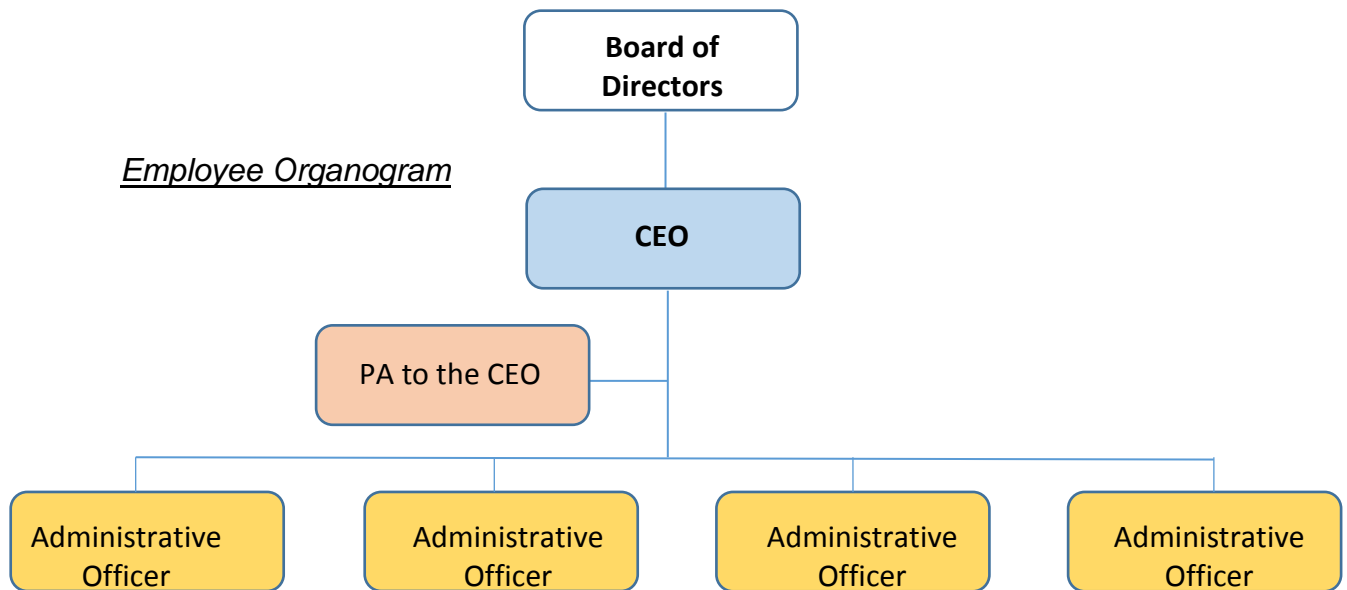 Board of
Directors
Employee Organogram
CEO
PA to the CEO
Administrative
Officer
Administrative
Officer
Administrative
Officer
Administrative
Officer